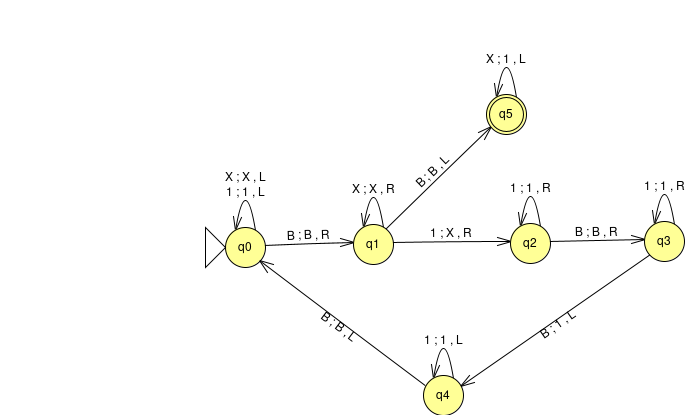 X ; 1 , L
q5
B ; B , L
X ; X , L
1 ; 1 , L
X ; X , R
1 ; 1 , R
1 ; 1 , R
q0
B ; B , R
q1
1 ; X , R
q2
B ; B , R
q3
B ; B , L
B ; 1 , L
1 ; 1 , L
q4